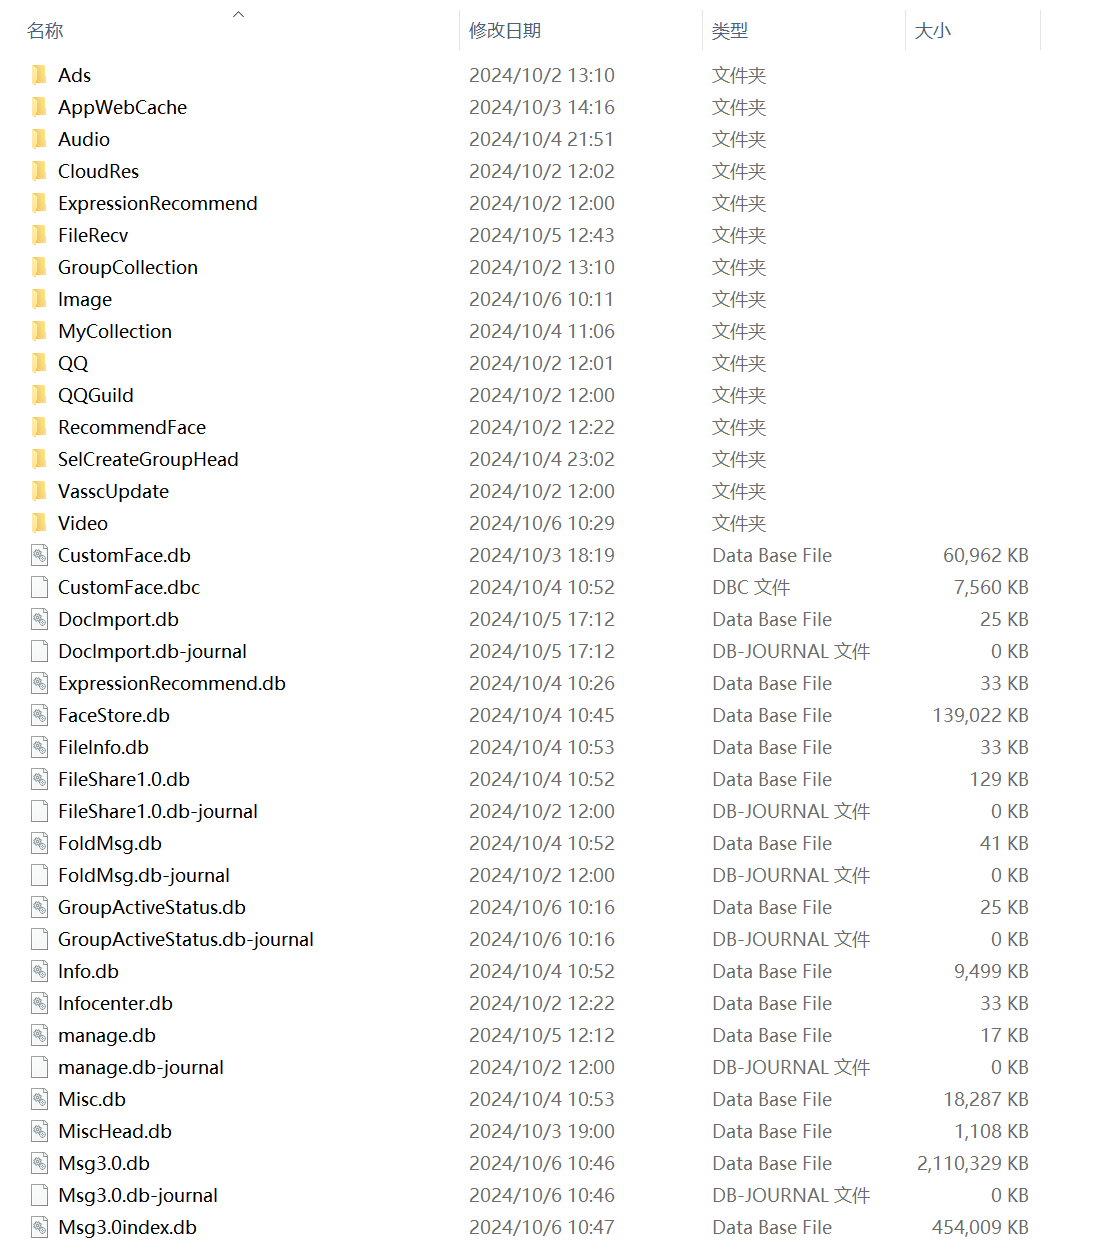 名称 修改日期 类型 大小
Ads 2024/10/2 13:10 文件夹
AppWebCache 2024/10/3 14:16 文件夹
Audio 2024/10/4 21:51 文件夹
CloudRes 2024/10/2 12:02 文件夹
ExpressionRecommend 2024/10/2 12:00 文件夹
FileRecv 2024/10/5 12:43 文件夹
GroupCollection 2024/10/2 13:10 文件夹
Image 2024/10/6 10:11 文件夹
MyCollection 2024/10/4 11:06 文件夹
QQ 2024/10/2 12:01 文件夹
QQGuild 2024/10/2 12:00 文件夹
RecommendFace 2024/10/2 12:22 文件夹
SelCreateGroupHead 2024/10/4 23:02 文件夹
VasscUpdate 2024/10/2 12:00 文件夹
Video 2024/10/6 10:29 文件夹
CustomFace.db 2024/10/3 18:19 Data Base File 60,962 KB
CustomFace.dbc 2024/10/4 10:52 DBC 文件 7,560 KB
DocImport.db 2024/10/5 17:12 Data Base File 25 KB
DocImport.db-journal 2024/10/5 17:12 DB-JOURNAL 文件 0 KB
ExpressionRecommend.db 2024/10/4 10:26 Data Base File 33 KB
FaceStore.db 2024/10/4 10:45 Data Base File 139,022 KB
FileInfo.db 2024/10/4 10:53 Data Base File 33 KB
FileShare1.0.db 2024/10/4 10:52 Data Base File 129 KB
FileShare1.0.db-journal 2024/10/2 12:00 DB-JOURNAL 文件 0 KB
FoldMsg.db 2024/10/4 10:52 Data Base File 41 KB
FoldMsg.db-journal 2024/10/2 12:00 DB-JOURNAL 文件 0 KB
GroupActiveStatus.db 2024/10/6 10:16 Data Base File 25 KB
GroupActiveStatus.db-journal 2024/10/6 10:16 DB-JOURNAL 文件 0 KB
Info.db 2024/10/4 10:52 Data Base File 9,499 KB
Infocenter.db 2024/10/2 12:22 Data Base File 33 KB
manage.db 2024/10/5 12:12 Data Base File 17 KB
manage.db-journal 2024/10/2 12:00 DB-JOURNAL 文件 0 KB
Misc.db 2024/10/4 10:53 Data Base File 18,287 KB
MiscHead.db 2024/10/3 19:00 Data Base File 1,108 KB
Msg3.0.db 2024/10/6 10:46 Data Base File 2,110,329 KB
Msg3.0.db-journal 2024/10/6 10:46 DB-JOURNAL 文件 0 KB
Msg3.0index.db 2024/10/6 10:47 Data Base File 454,009 KB